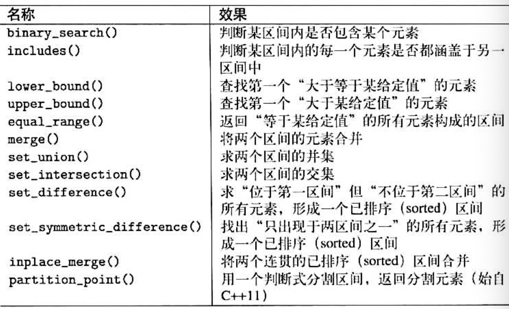 名称 效果
binary_search() 判断某区间内是否包含某个元素
includes() 判断某区间内的每一个元素是否都涵盖于另一
区间中
lower_bound() 查找第一个“大于等于某给定值”的元素
upper_bound() 查找第一个“大于某给定值”的元素
equal_range() 返回“等于某给定值”的所有元素构成的区间
merge() 将两个区间的元素合并
set_union() 求两个区间的并集
set_intersection() 求两个区间的交集
set_difference() 求“位于第一区间”但“不位于第二区间”的
所有元素，形成一个已排序（sorted）区间
set_symmetric_difference() 找出“只出现于两区间之一”的所有元素，形
成一个已排序（sorted）区间
inplace_merge() 将两个连贯的已排序（sorted）区间合并
partition_point() 用一个判断式分割区间，返回分割元素（始自
C++11）